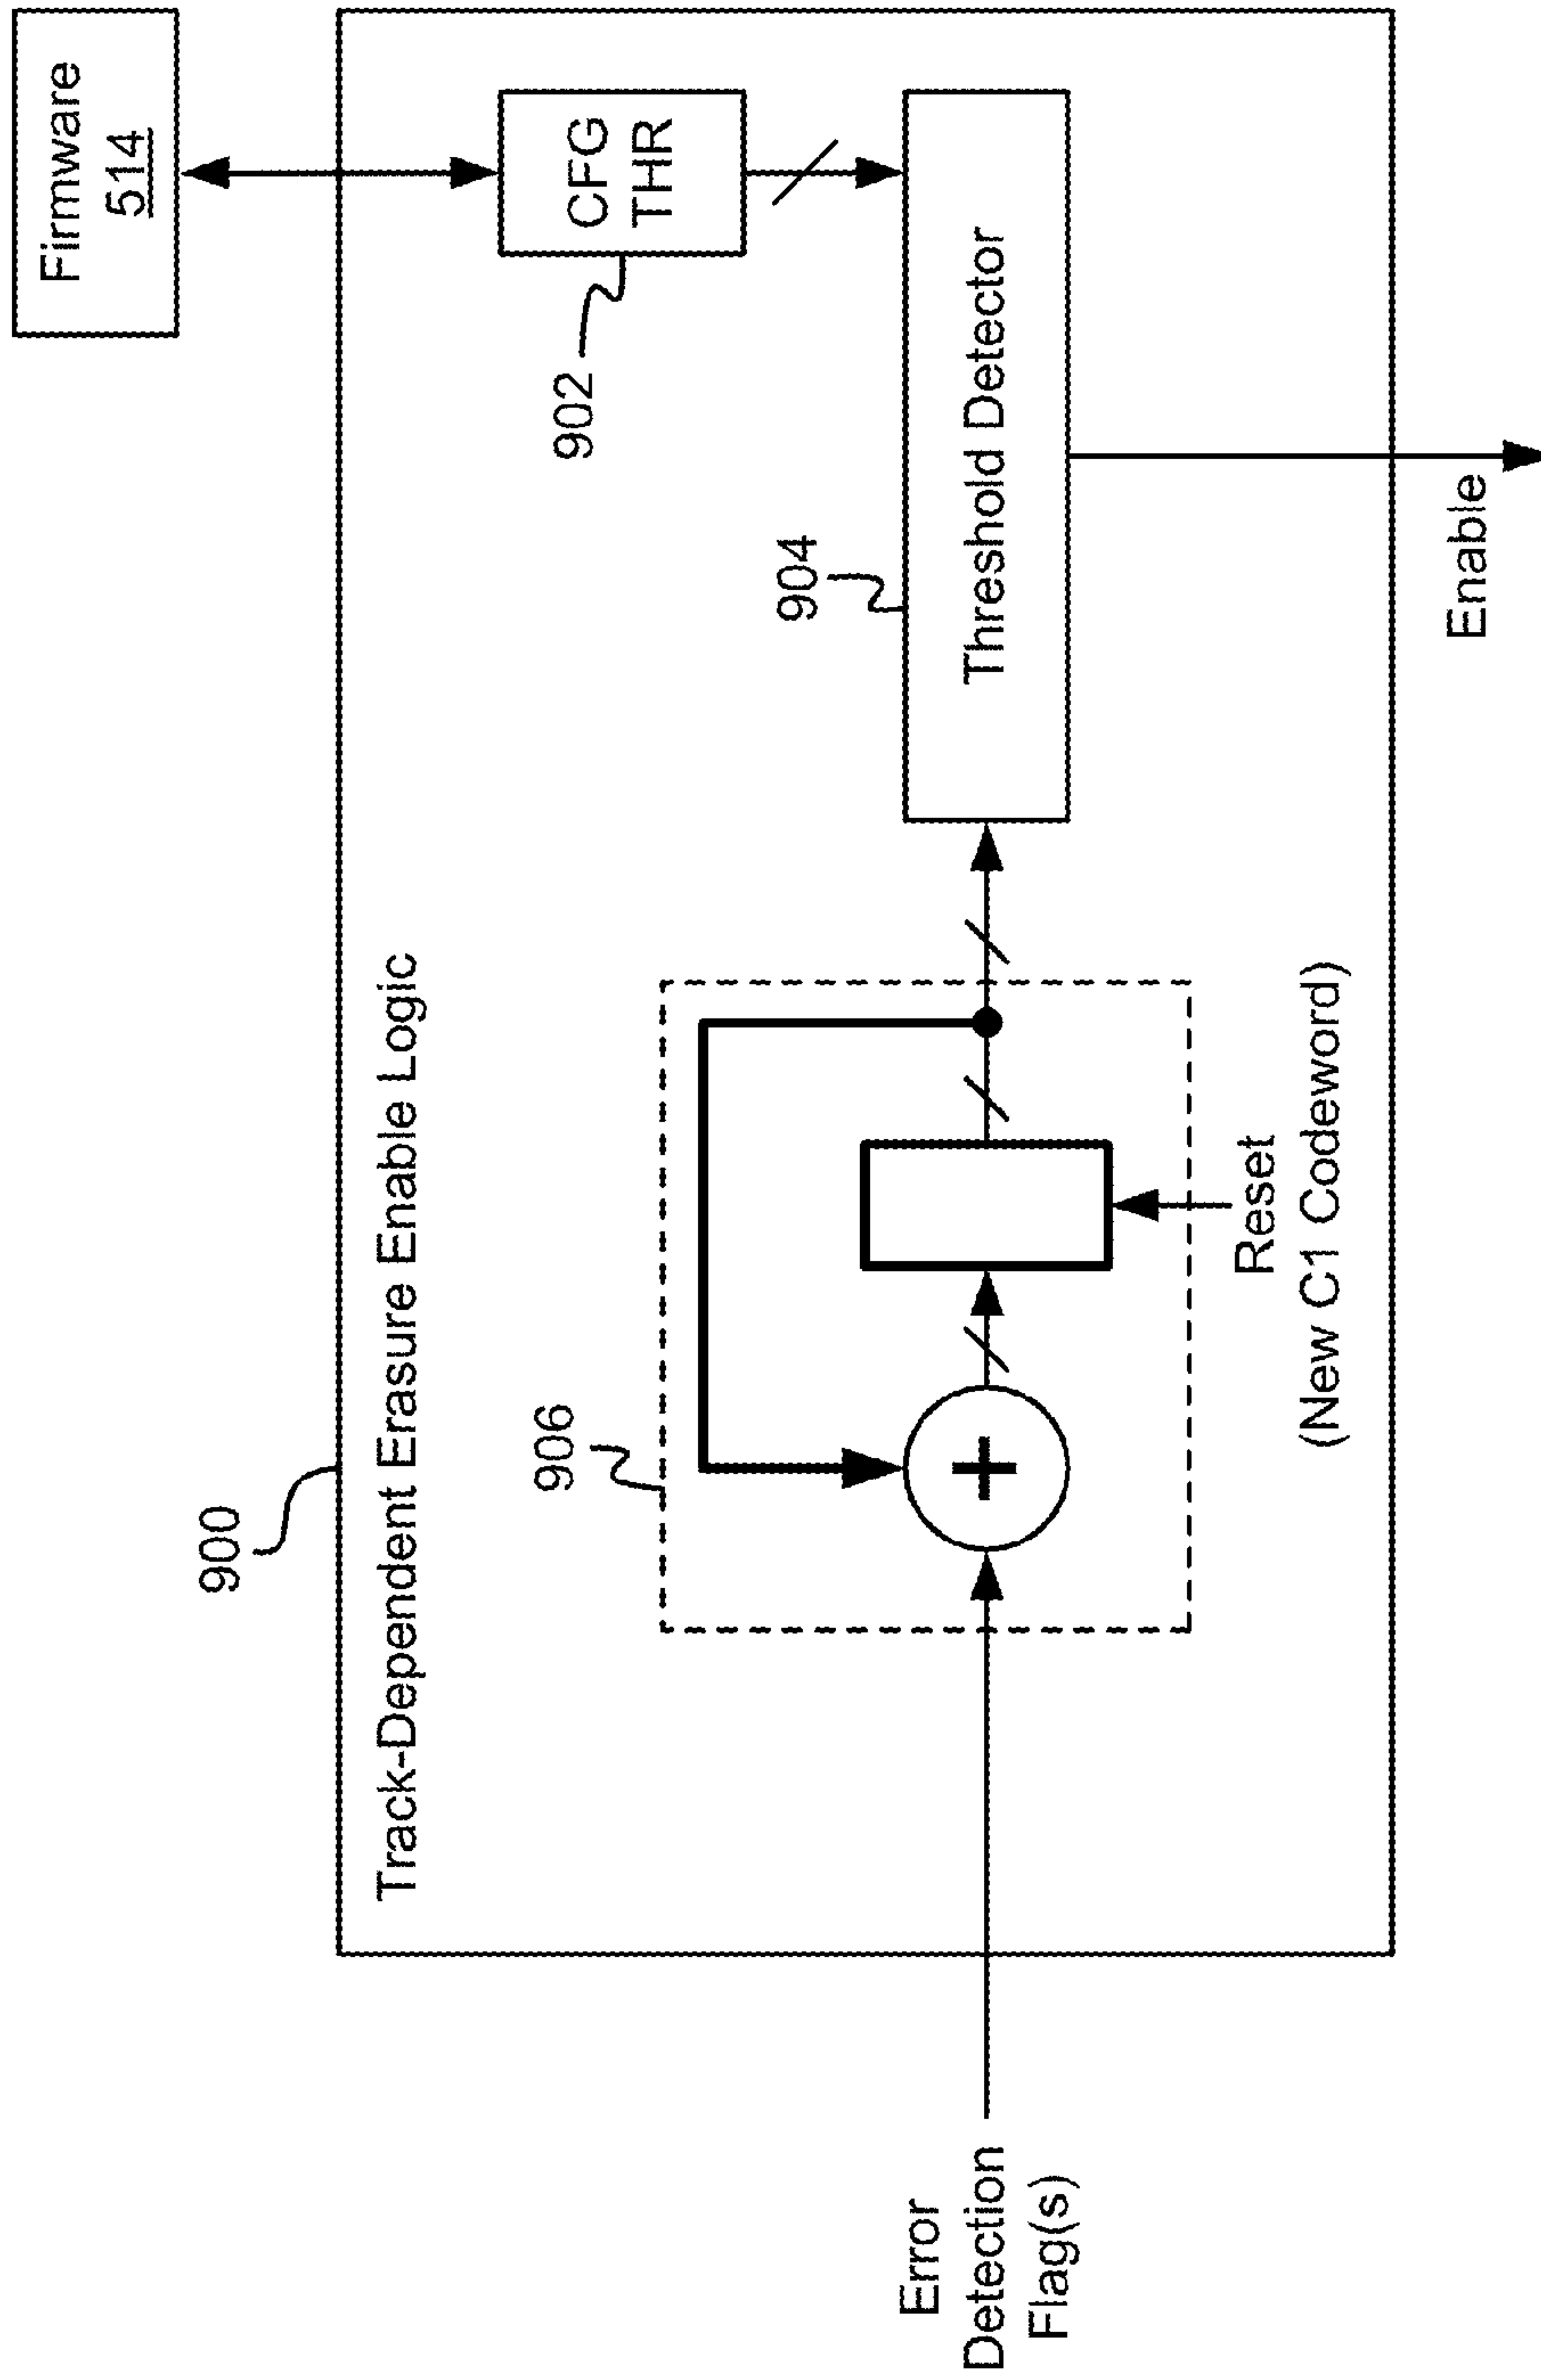 Firmware
514
900
Track-Dependent Erasure Enable Logic
CFG
THR
902
906
904
Threshold Detector
+
Error
Detection
Flag(s)
Reset
(New C1 Codeword)
Enable